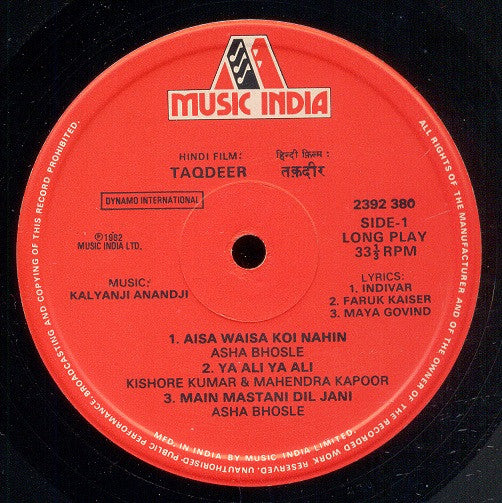 MUSIC INDIA
HINDI FILM:
TAQDEER
हिन्दी फ़िल्म :
तक़दीर
DYNAMO INTERNATIONAL
℗1982
MUSIC INDIA LTD.
2392 380
SIDE-1
LONG PLAY
33⅓ RPM
MUSIC:
KALYANJI ANANDJI
LYRICS:
1. INDIVAR
2. FARUK KAISER
3. MAYA GOVIND
1. AISA WAISA KOI NAHIN
ASHA BHOSLE
2. YA ALI YA ALI
KISHORE KUMAR & MAHENDRA KAPOOR
3. MAIN MASTANI DIL JANI
ASHA BHOSLE
MFD. IN INDIA BY MUSIC INDIA LIMITED.
ALL RIGHTS OF THE MANUFACTURER AND OF THE OWNER OF THE RECORDED WORK RESERVED. UNAUTHORISED PUBLIC PERFORMANCE BROADCASTING AND COPYING OF THIS RECORD PROHIBITED.